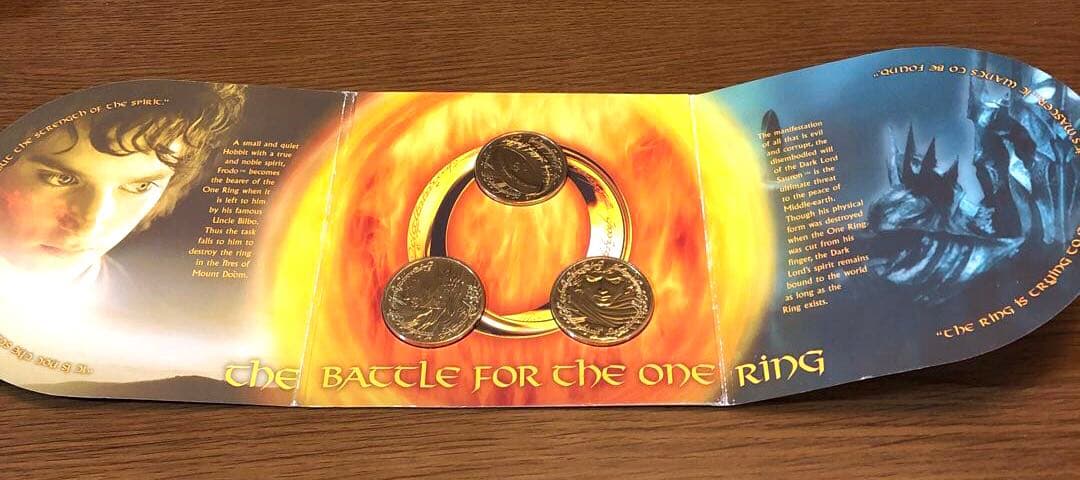 but the strength of the spirit."
A small and quiet
Hobbit with a true
and noble spirit,
Frodo™ becomes
the bearer of the
One Ring when it
is left to him
by his famous
Uncle Bilbo.
Thus the task
falls to him to
destroy the ring
in the fires of
Mount Doom.
"It is not the
The Battle for the One Ring
The manifestation
of all that is evil
and corrupt, the
disembodied will
of the Dark Lord
Sauron™ is the
ultimate threat
to the peace of
Middle-earth.
Though his physical
form was destroyed
when the One Ring
was cut from his
finger, the Dark
Lord's spirit remains
bound to the world
as long as the
Ring exists.
"The Ring is trying to
master. It wants to be found."